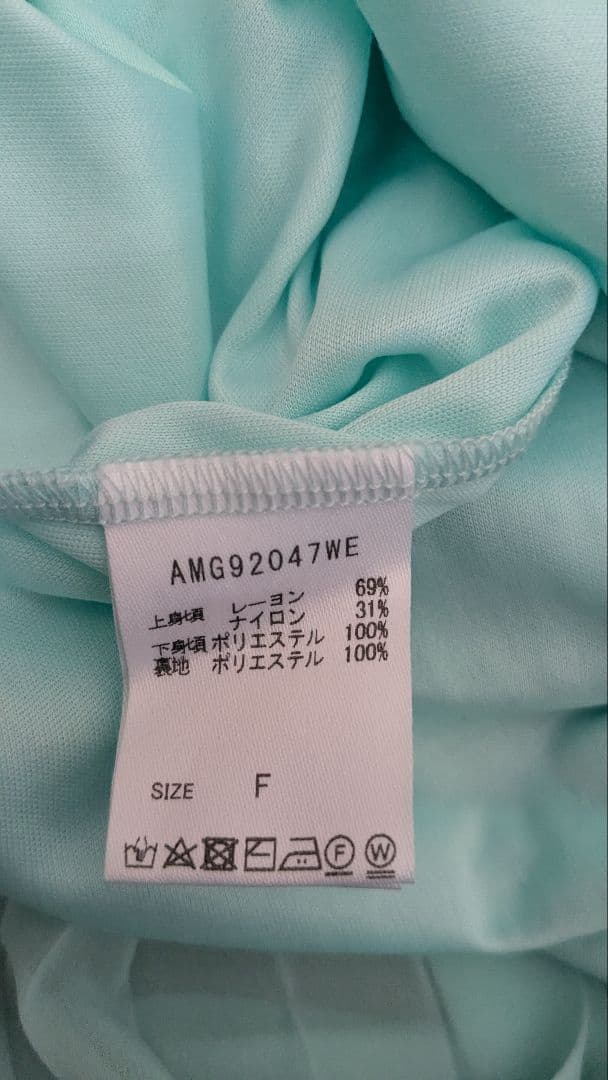 AMG92047WE
上身頃 レーヨン 69%
ナイロン 31%
下身頃 ポリエステル 100%
裏地 ポリエステル 100%
SIZE F
F W